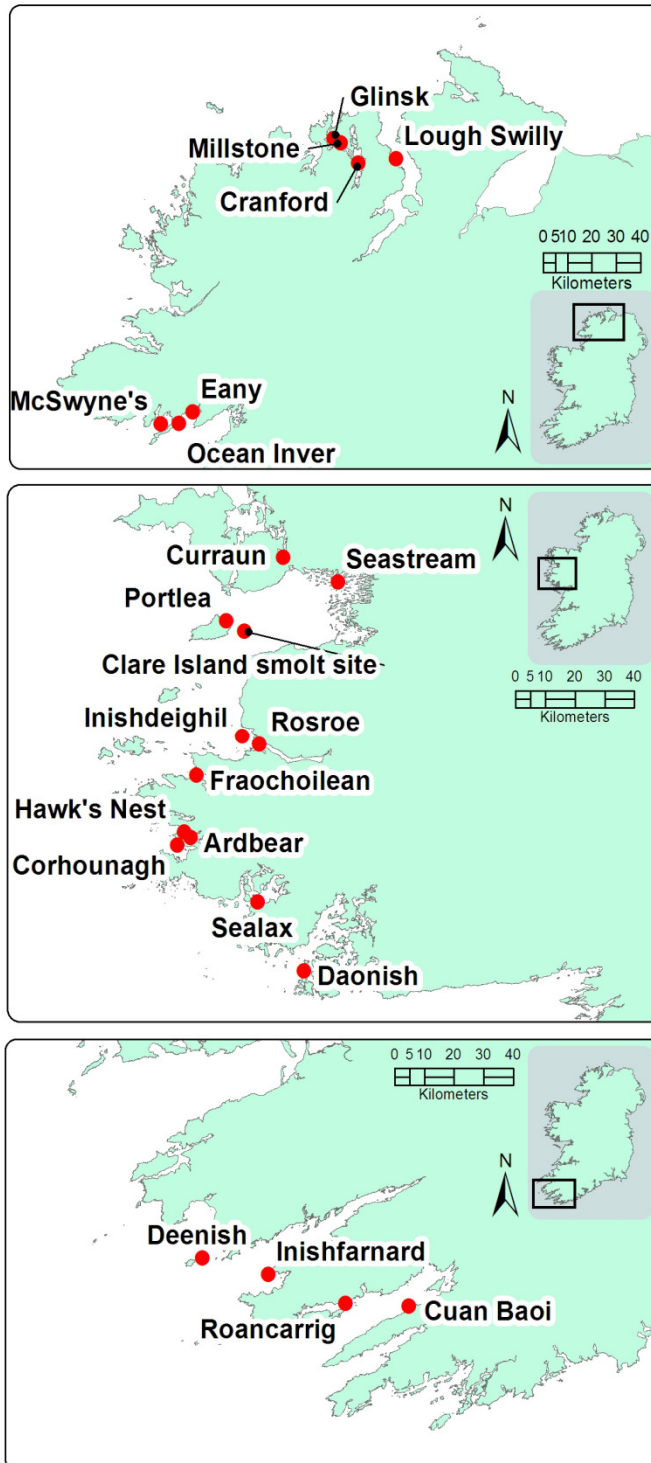 Glinsk
Millstone
Lough Swilly
Cranford
0 510 20 30 40
Kilometers
McSwyne's
Eany
Ocean Inver
N
N
Curraun
Seastream
Portlea
Clare Island smolt site
0 5 10 20 30 40
Kilometers
Inishdeighil
Rosroe
Fraochoilean
Hawk's Nest
Ardbear
Corhounagh
Sealax
Daonish
0 5 10 20 30 40
Kilometers
N
Deenish
Inishfarnard
Roancarrig
Cuan Baoi